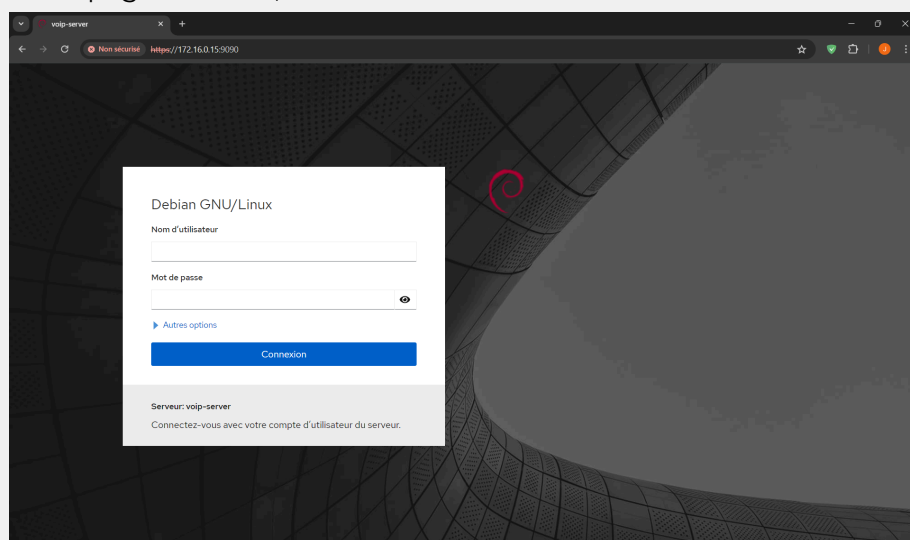 voip-server
Non sécurisé https://172.16.0.15:9090
Debian GNU/Linux
Nom d'utilisateur
Mot de passe
Autres options
Connexion
Serveur: voip-server
Connectez-vous avec votre compte d'utilisateur du serveur.